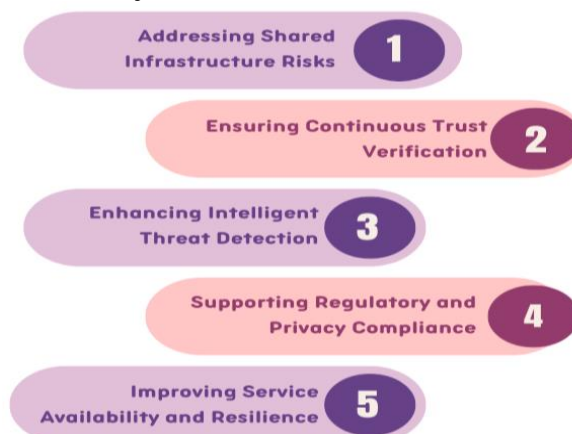 Addressing Shared
Infrastructure Risks
1
Ensuring Continuous Trust
Verification
2
Enhancing Intelligent
Threat Detection
3
Supporting Regulatory and
Privacy Compliance
4
Improving Service
Availability and Resilience
5